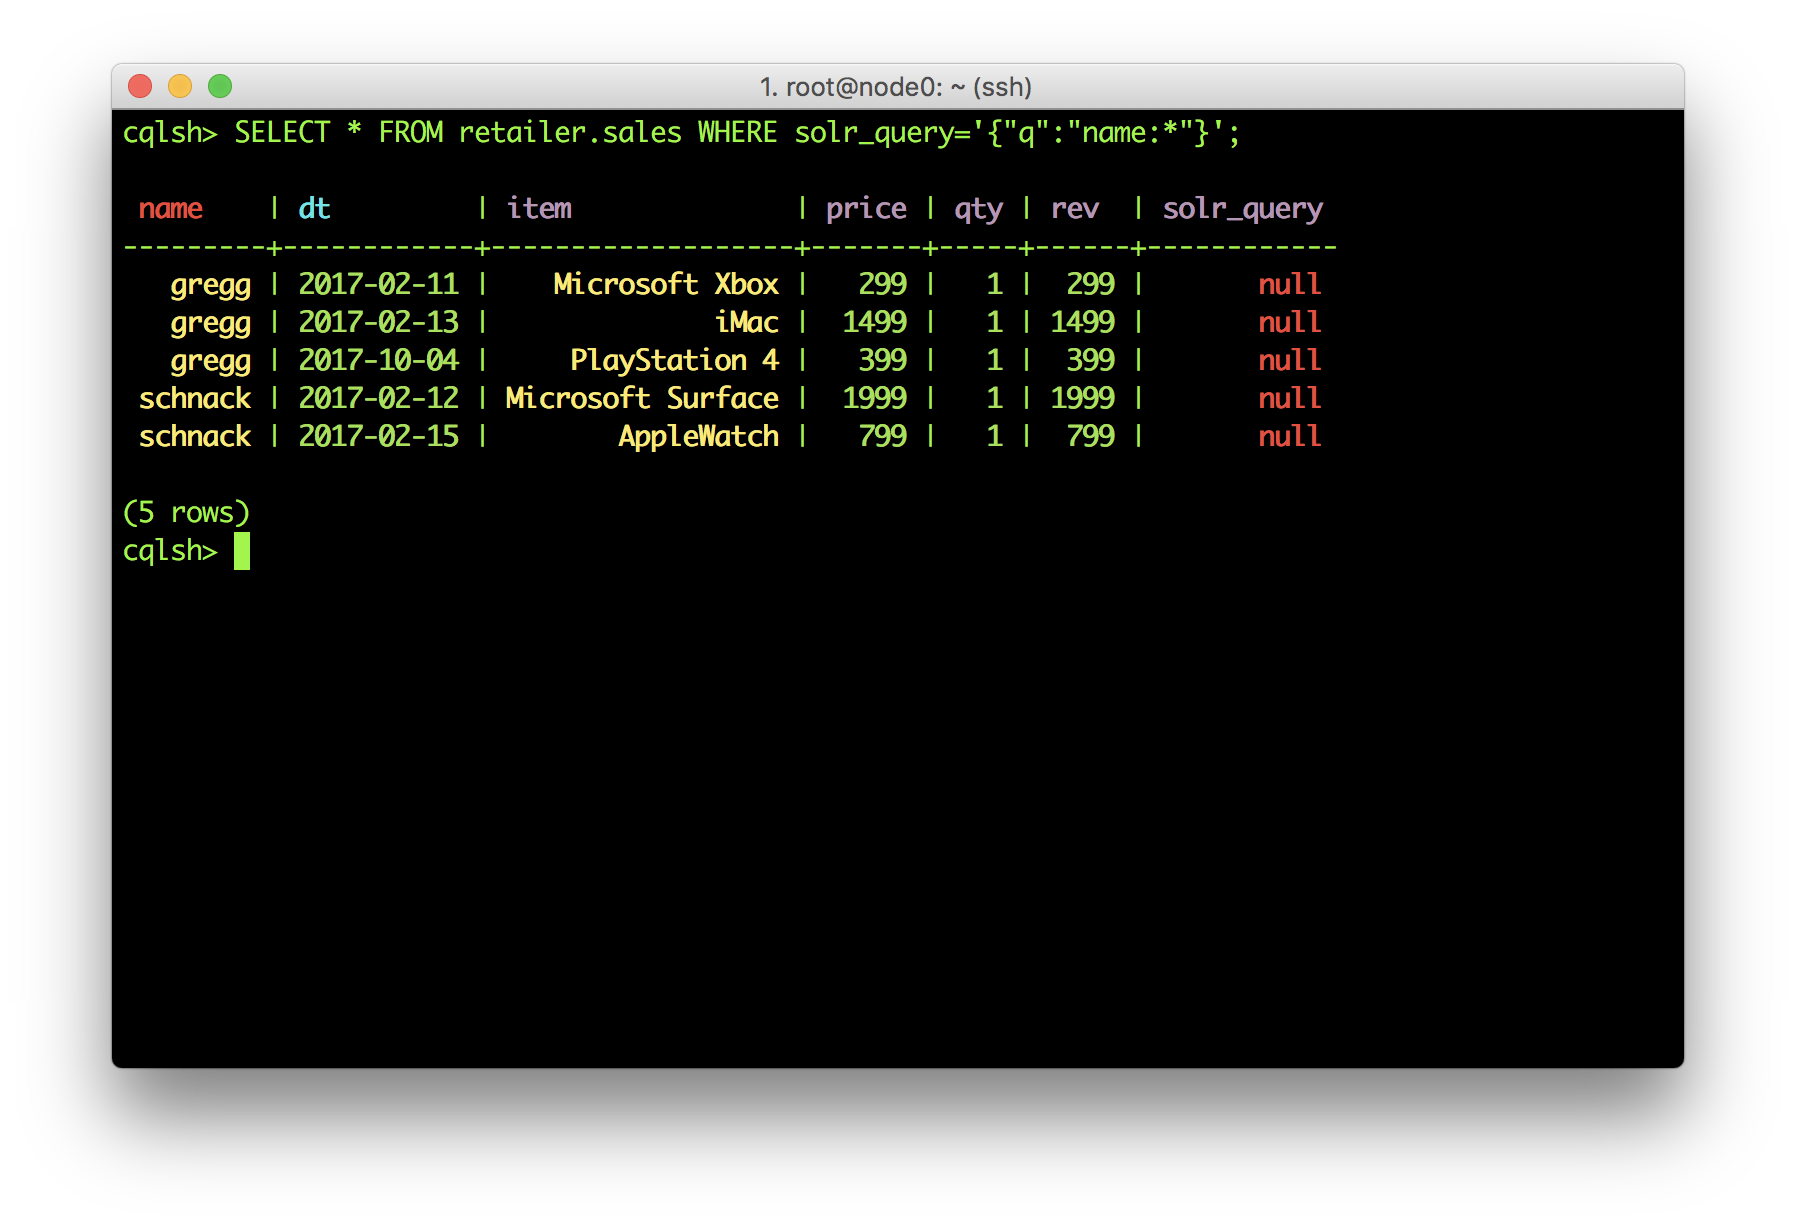 1. root@node0: ~ (ssh)
cqlsh> SELECT * FROM retailer.sales WHERE solr_query='{"q":"name:*"}';
 name    | dt         | item              | price | qty | rev  | solr_query
---------+------------+-------------------+-------+-----+------+------------
   gregg | 2017-02-11 |    Microsoft Xbox |   299 |   1 |  299 |       null
   gregg | 2017-02-13 |              iMac |  1499 |   1 | 1499 |       null
   gregg | 2017-10-04 |     PlayStation 4 |   399 |   1 |  399 |       null
 schnack | 2017-02-12 | Microsoft Surface |  1999 |   1 | 1999 |       null
 schnack | 2017-02-15 |        AppleWatch |   799 |   1 |  799 |       null
(5 rows)
cqlsh>